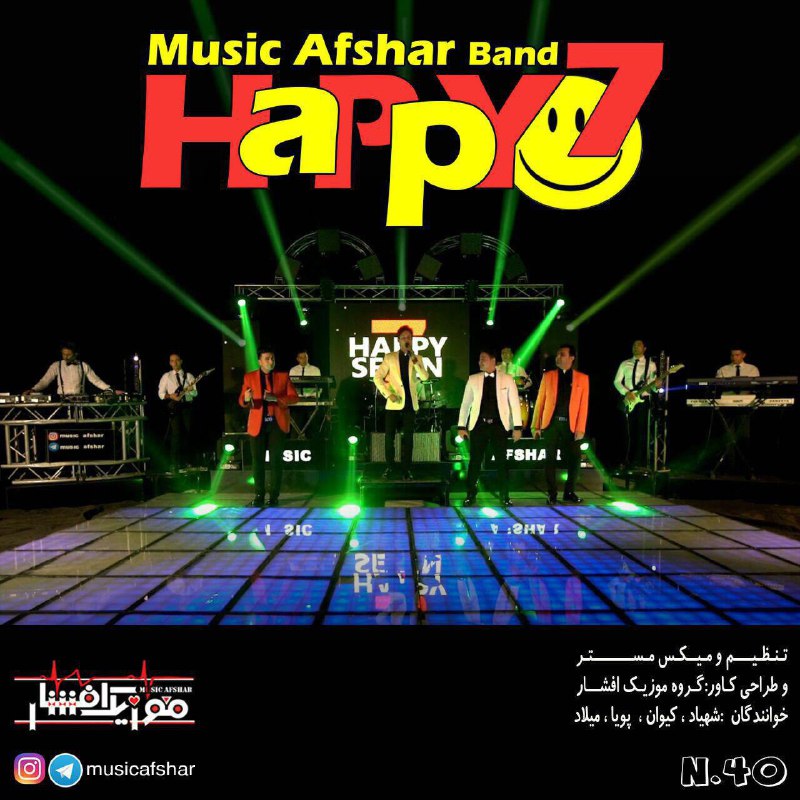 Music Afshar Band
HaPpY 7
7
HAPPY
SEVEN
music afshar
music afshar
MUSIC
AFSHAR
تنظیم و میکس مستر
و طراحی کاور:گروه موزیک افشار
خوانندگان :شهیاد ، کیوان ، پویا ، میلاد
MUSIC AFSHAR
موزیک افشار
musicafshar
N.40